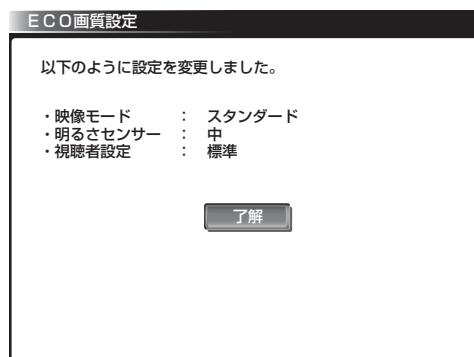 ＥＣＯ画質設定
以下のように設定を変更しました。
・映像モード　　：　スタンダード
・明るさセンサー　：　中
・視聴者設定　　：　標準
了解